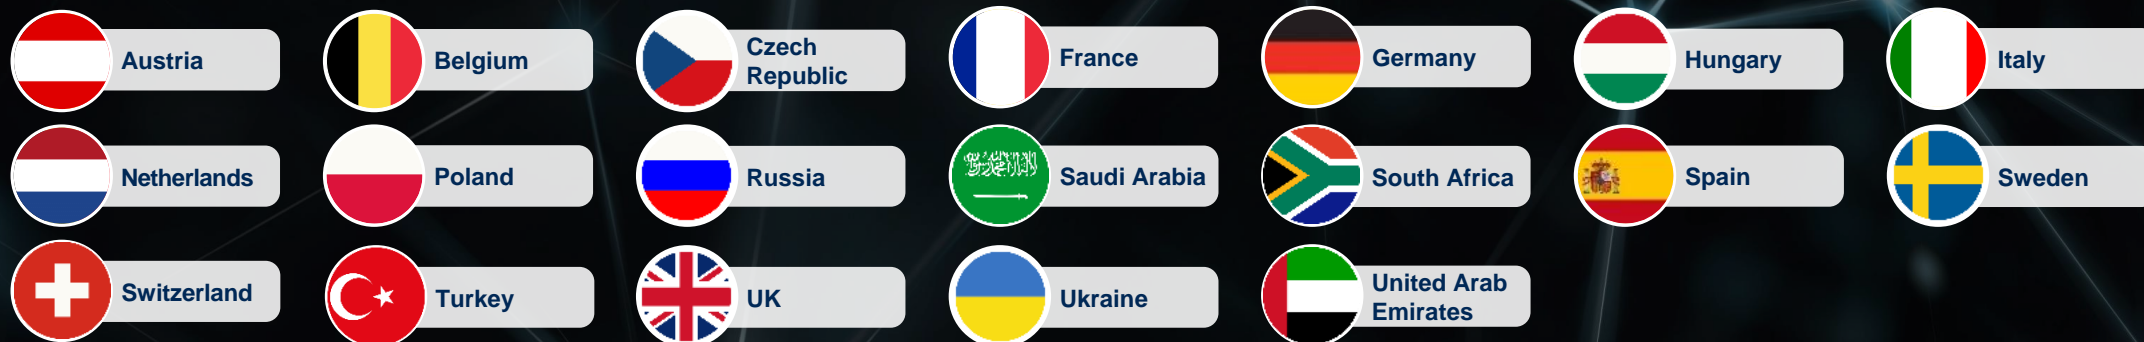 Austria
Belgium
Czech
Republic
France
Germany
Hungary
Italy
Netherlands
Poland
Russia
Saudi Arabia
South Africa
Spain
Sweden
Switzerland
Turkey
UK
Ukraine
United Arab
Emirates